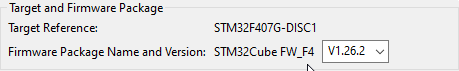 Target and Firmware Package
Target Reference: STM32F407G-DISC1
Firmware Package Name and Version: STM32Cube FW_F4 V1.26.2